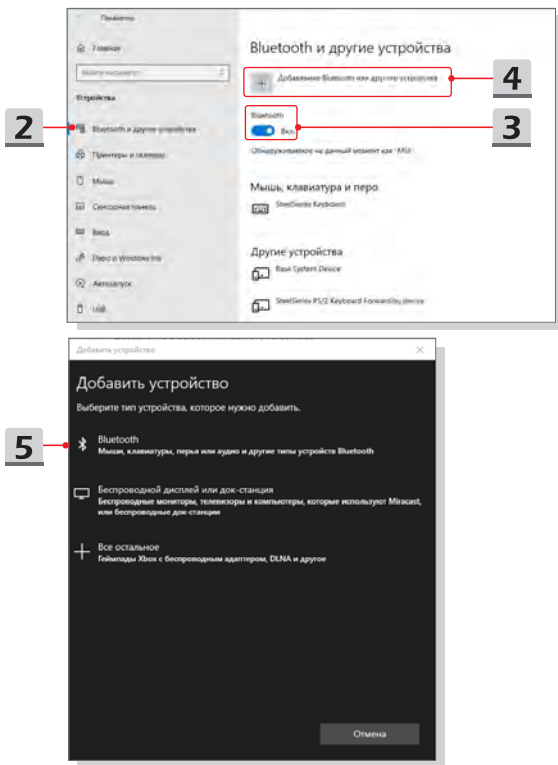 Параметры
Главная
Bluetooth и другие устройства
Найти параметр
Добавление Bluetooth или другого устройства
4
Устройства
Bluetooth
2
Bluetooth и другие устройства
Вкл.
3
Принтеры и сканеры
Обнаруживаемое на данный момент как "MSI"
Мышь
Мышь, клавиатура и перо
Сенсорная панель
SteelSeries Keyboard
Ввод
Другие устройства
Перо и Windows Ink
Base System Device
Автозапуск
USB
SteelSeries PS/2 Keyboard Forwarding device
Добавить устройство
Добавить устройство
Выберите тип устройства, которое нужно добавить.
5
Bluetooth
Мыши, клавиатуры, перья или аудио и другие типы устройств Bluetooth
Беспроводной дисплей или док-станция
Беспроводные мониторы, телевизоры и компьютеры, которые используют Miracast,
или беспроводные док-станции
Все остальное
Геймпады Xbox с беспроводным адаптером, DLNA и другое
Отмена